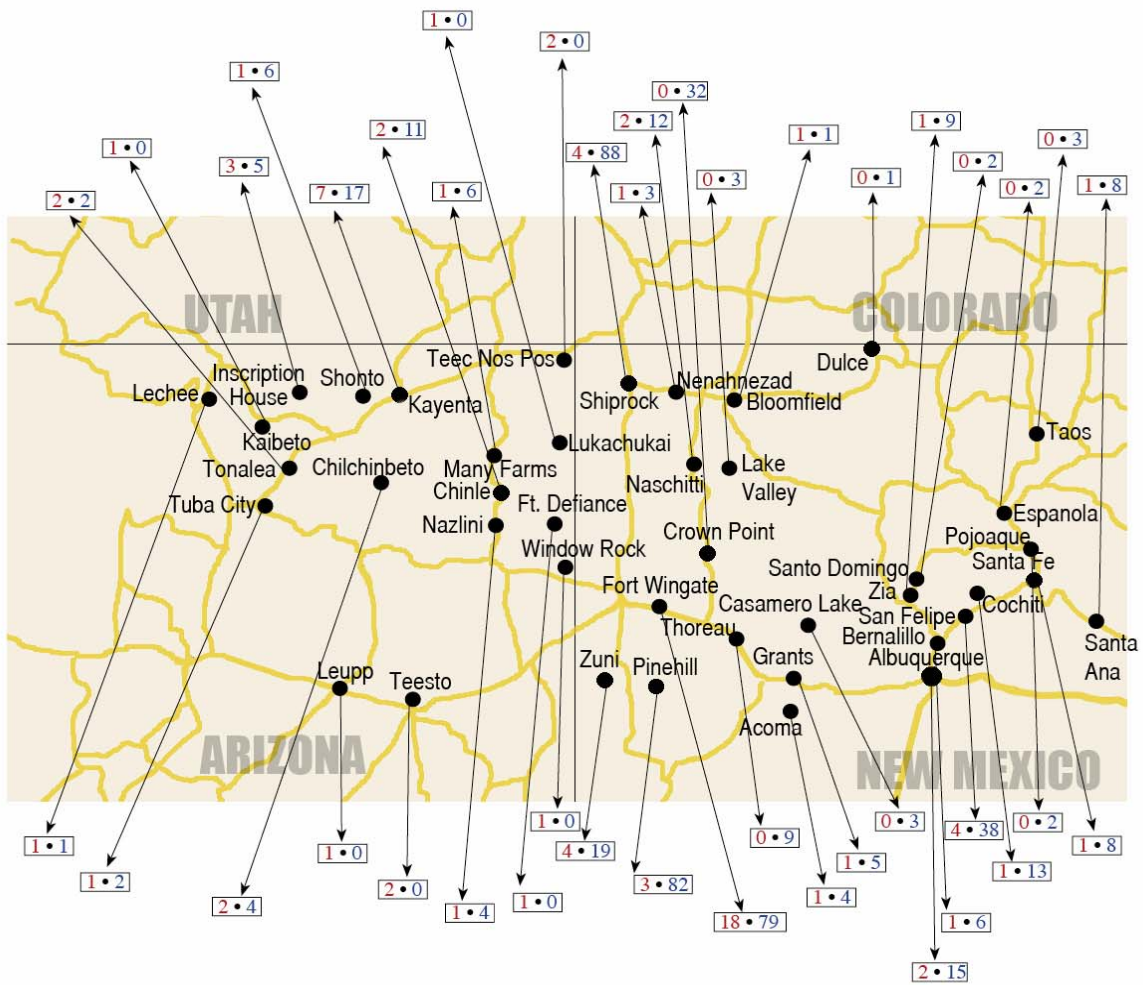 1 • 0
2 • 0
1 • 6
0 • 32
2 • 11
2 • 12
1 • 9
1 • 1
0 • 3
1 • 0
4 • 88
3 • 5
0 • 2
7 • 17
1 • 6
1 • 3
0 • 3
0 • 1
0 • 2
1 • 8
2 • 2
UTAH
COLORADO
Teec Nos Pos
Dulce
Inscription
House
Shonto
Lechee
Kayenta
Shiprock
Nenahnezad
Bloomfield
Kaibeto
Lukachukai
Taos
Tonalea
Chilchinbeto
Many Farms
Chinle
Naschitti
Lake
Valley
Tuba City
Ft. Defiance
Espanola
Nazlini
Crown Point
Pojoaque
Window Rock
Santo Domingo
Santa Fe
Fort Wingate
Zia
Casamero Lake
Cochiti
San Felipe
Thoreau
Bernalillo
Santa
Ana
Albuquerque
Leupp
Teesto
Zuni
Pinehill
Grants
Acoma
ARIZONA
NEW MEXICO
1 • 0
0 • 3
0 • 2
4 • 38
0 • 9
1 • 1
1 • 0
4 • 19
1 • 8
1 • 5
1 • 2
2 • 0
3 • 82
1 • 13
1 • 4
2 • 4
1 • 4
1 • 0
18 • 79
1 • 6
2 • 15